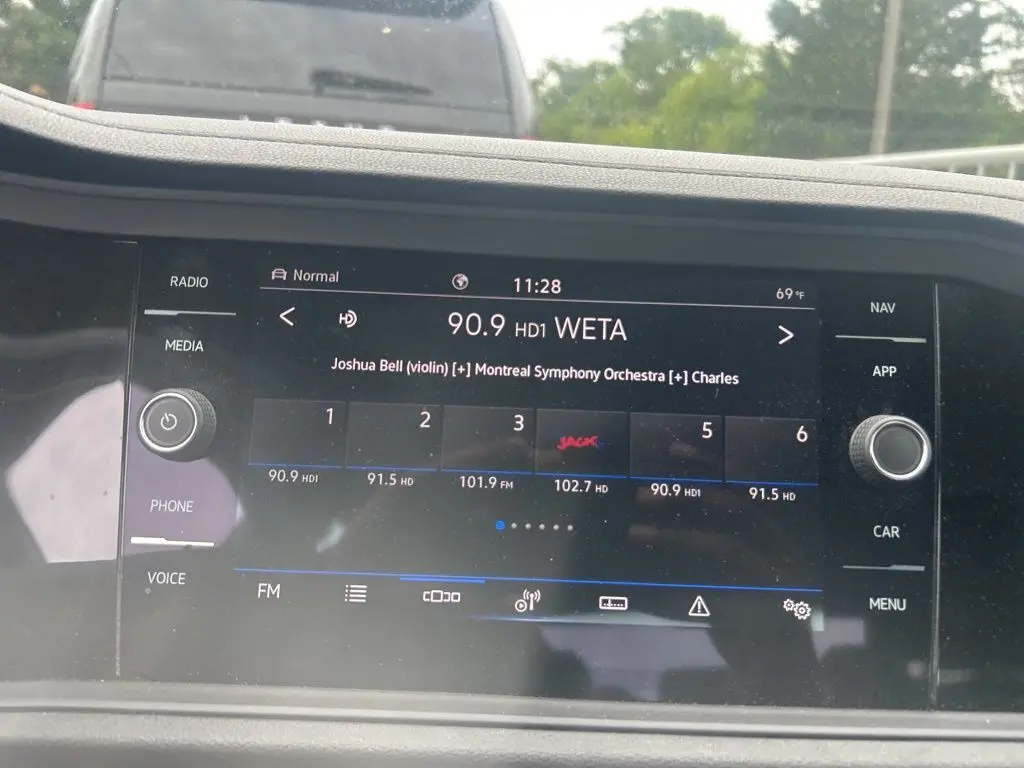 RADIO
MEDIA
PHONE
VOICE
Normal
11:28
69°F
HD
90.9 HD1 WETA
Joshua Bell (violin) [+] Montreal Symphony Orchestra [+] Charles
1 2 3 JACK 5 6
90.9 HD1 91.5 HD 101.9 FM 102.7 HD 90.9 HD1 91.5 HD
FM
NAV
APP
CAR
MENU